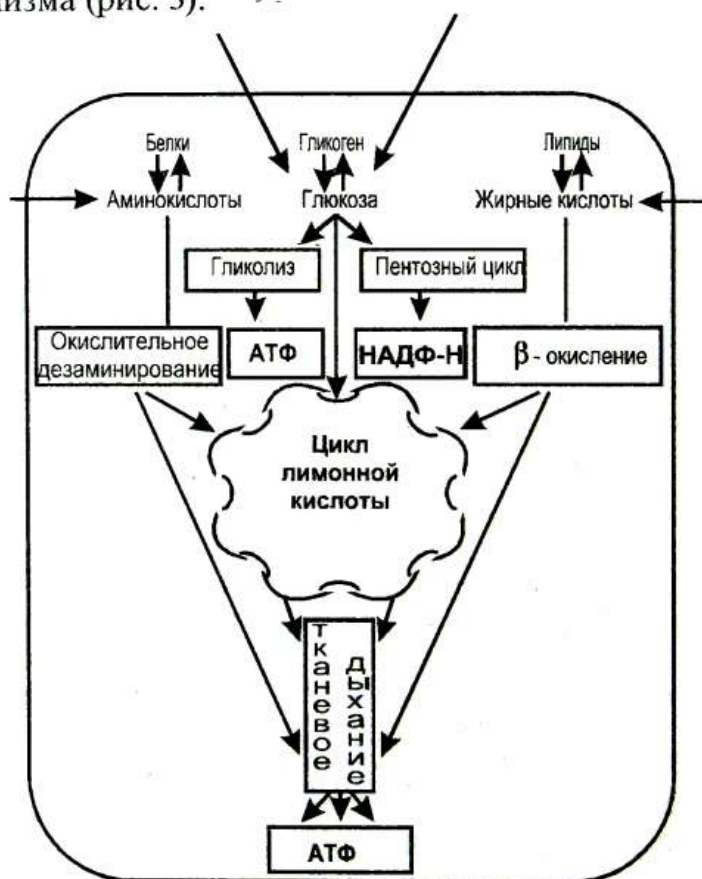 изма (рис. 3).
Белки
Гликоген
Липиды
Аминокислоты
Глюкоза
Жирные кислоты
Гликолиз
Пентозный цикл
Окислительное
дезаминирование
АТФ
НАДФ-Н
β - окисление
Цикл
лимонной
кислоты
тканевое
дыхание
АТФ